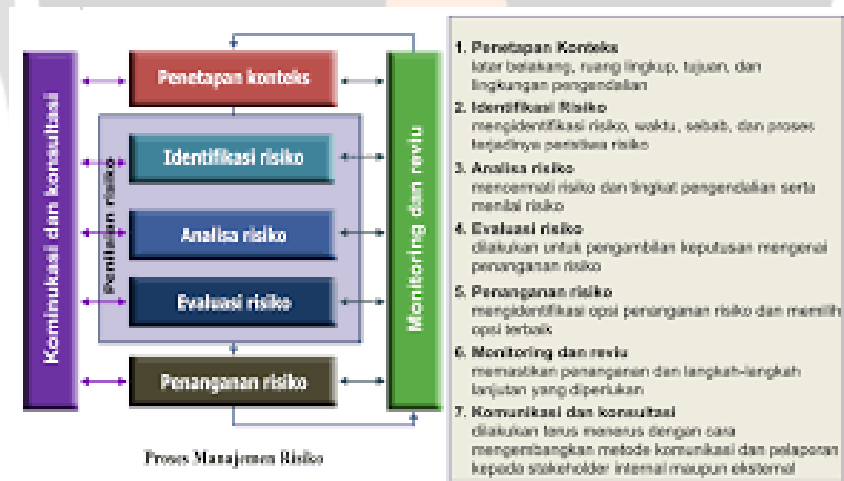 Kominukasi dan konsultasi
Penetapan konteks
Penilaian risiko
Identifikasi risiko
Analisa risiko
Evaluasi risiko
Penanganan risiko
Monitoring dan reviu
Proses Manajemen Risiko
1. Penetapan Konteks
latar belakang, ruang lingkup, tujuan, dan
lingkungan pengendalian
2. Identifikasi Risiko
mengidentifikasi risiko, waktu, sebab, dan proses
terjadinya peristiwa risiko
3. Analisa risiko
mencermati risiko dan tingkat pengendalian serta
menilai risiko
4. Evaluasi risiko
dilakukan untuk pengambilan keputusan mengenai
penanganan risiko
5. Penanganan risiko
mengidentifikasi opsi penanganan risiko dan memilih
opsi terbaik
6. Monitoring dan reviu
memastikan penanganan dan langkah-langkah
lanjutan yang diperlukan
7. Komunikasi dan konsultasi
dilakukan terus menerus dengan cara
mengembangkan metode komunikasi dan pelaporan
kepada stakeholder internal maupun eksternal